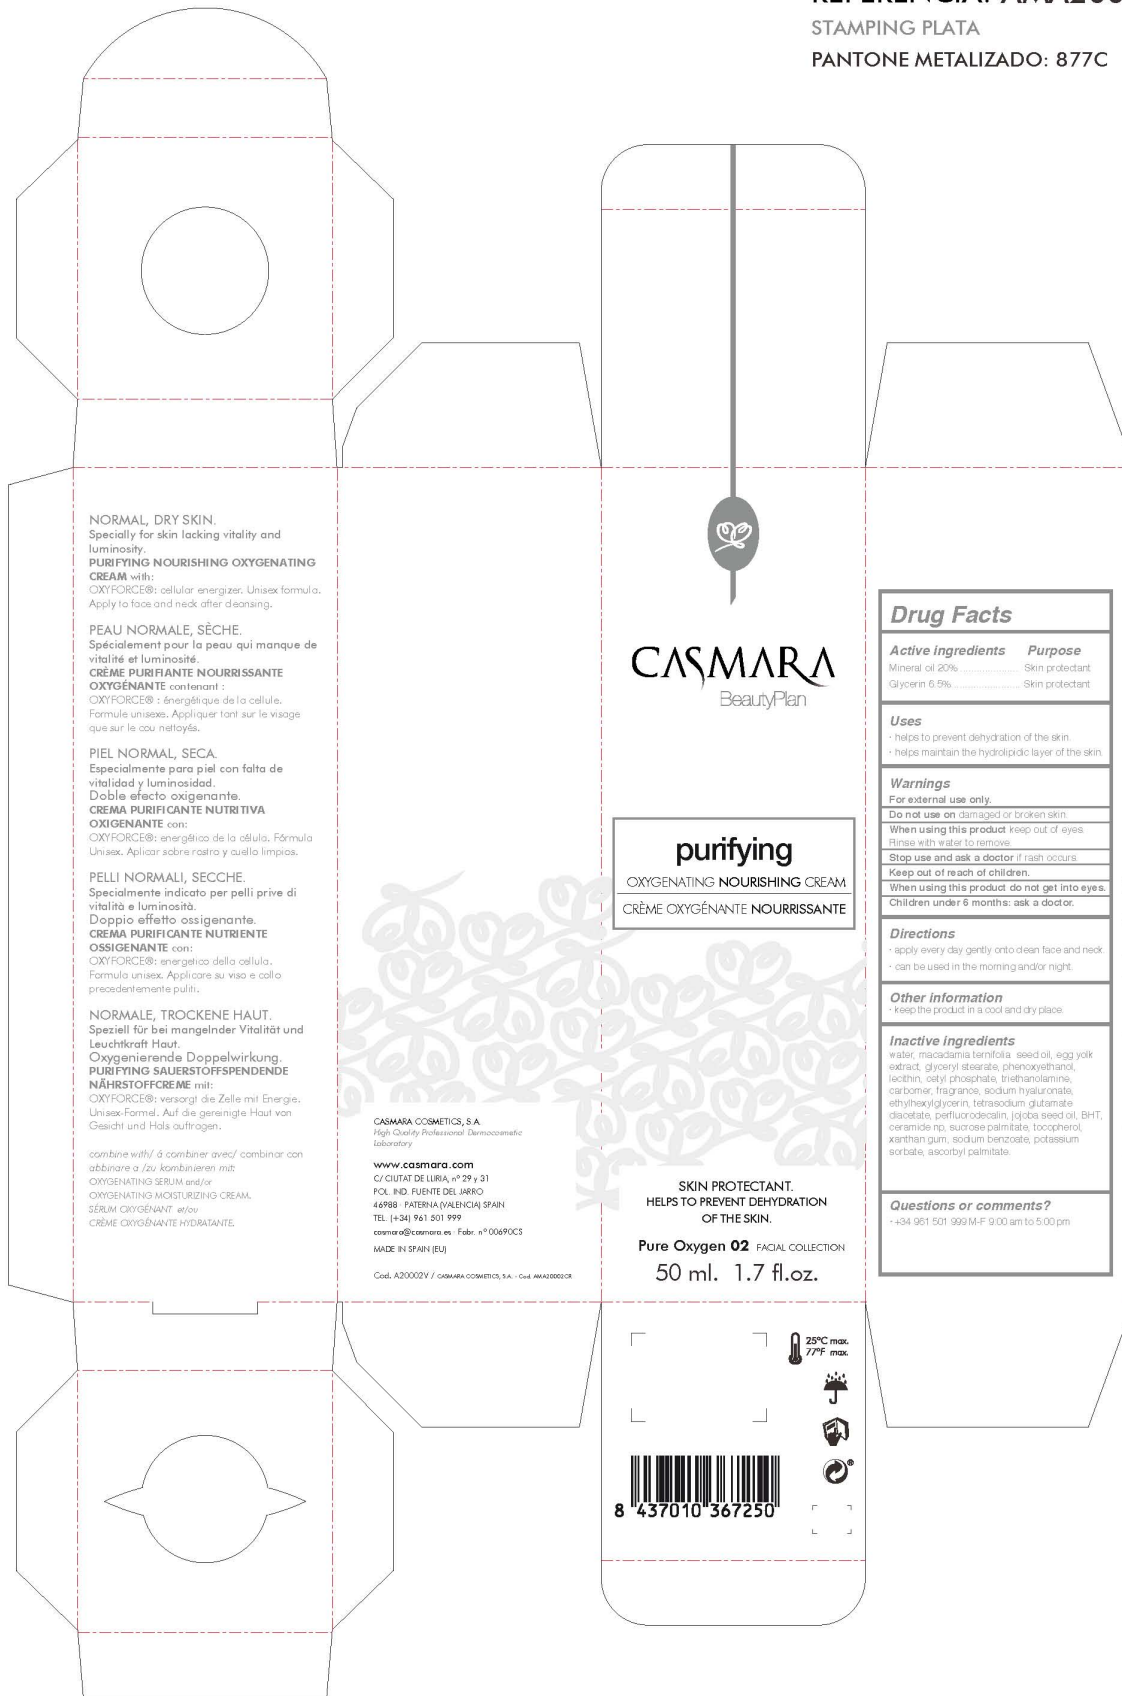 STAMPING PLATA
PANTONE METALIZADO: 877C
NORMAL, DRY SKIN.
Specially for skin lacking vitality and
luminosity.
PURIFYING NOURISHING OXYGENATING
CREAM with:
OXYFORCE®: cellular energizer. Unisex formula.
Apply to face and neck after cleansing.
PEAU NORMALE, SÈCHE.
Spécialement pour la peau qui manque de
vitalité et luminosité.
CRÈME PURIFIANTE NOURRISSANTE
OXYGÉNANTE contenant :
OXYFORCE® : énergétique de la cellule.
Formule unisexe. Appliquer tant sur le visage
que sur le cou nettoyés.
PIEL NORMAL, SECA.
Especialmente para piel con falta de
vitalidad y luminosidad.
Doble efecto oxigenante.
CREMA PURIFICANTE NUTRITIVA
OXIGENANTE con:
OXYFORCE®: energético de la célula. Fórmula
Unisex. Aplicar sobre rostro y cuello limpios.
PELLI NORMALI, SECCHE.
Specialmente indicato per pelli prive di
vitalità e luminosità.
Doppio effetto ossigenante.
CREMA PURIFICANTE NUTRIENTE
OSSIGENANTE con:
OXYFORCE®: energetico della cellula.
Formula unisex. Applicare su viso e collo
precedentemente puliti.
NORMALE, TROCKENE HAUT.
Speziell für bei mangelnder Vitalität und
Leuchtkraft Haut.
Oxygenierende Doppelwirkung.
PURIFYING SAUERSTOFFSPENDENDE
NÄHRSTOFFCREME mit:
OXYFORCE®: versorgt die Zelle mit Energie.
Unisex-Formel. Auf die gereinigte Haut von
Gesicht und Hals auftragen.
combine with/ á combiner avec/ combinar con
abbinare a /zu kombinieren mit:
OXYGENATING SERUM and/or
OXYGENATING MOISTURIZING CREAM.
SÉRUM OXYGÉNANT et/ou
CRÈME OXYGÉNANTE HYDRATANTE.
CASMARA COSMETICS, S.A.
High Quality Professional Dermocosmetic
Laboratory
www.casmara.com
C/ CIUTAT DE LLIRIA, nº 29 y 31
POL. IND. FUENTE DEL JARRO
46988 · PATERNA (VALENCIA) SPAIN
TEL. (+34) 961 501 999
casmara@casmara.es · Fabr. nº 00690CS
MADE IN SPAIN (EU)
Cod. A20002V / CASMARA COSMETICS, S.A. - Cod. AMA20002CR
CASMARA
BeautyPlan
purifying
OXYGENATING NOURISHING CREAM
CRÈME OXYGÉNANTE NOURRISSANTE
SKIN PROTECTANT.
HELPS TO PREVENT DEHYDRATION
OF THE SKIN.
Pure Oxygen 02 FACIAL COLLECTION
50 ml. 1.7 fl.oz.
25ºC max.
77ºF max.
8 437010 367250
Drug Facts
Active ingredients Purpose
Mineral oil 20% .................... Skin protectant
Glycerin 6.5% ...................... Skin protectant
Uses
· helps to prevent dehydration of the skin.
· helps maintain the hydrolipidic layer of the skin.
Warnings
For external use only.
Do not use on damaged or broken skin.
When using this product keep out of eyes.
Rinse with water to remove.
Stop use and ask a doctor if rash occurs.
Keep out of reach of children.
When using this product do not get into eyes.
Children under 6 months: ask a doctor.
Directions
· apply every day gently onto clean face and neck.
· can be used in the morning and/or night.
Other information
· keep the product in a cool and dry place.
Inactive ingredients
water, macadamia ternifolia seed oil, egg yolk
extract, glyceryl stearate, phenoxyethanol,
lecithin, cetyl phosphate, triethanolamine,
carbomer, fragrance, sodium hyaluronate,
ethylhexylglycerin, tetrasodium glutamate
diacetate, perfluorodecalin, jojoba seed oil, BHT,
ceramide np, sucrose palmitate, tocopherol,
xanthan gum, sodium benzoate, potassium
sorbate, ascorbyl palmitate.
Questions or comments?
· +34 961 501 999 M-F 9:00 am to 5:00 pm